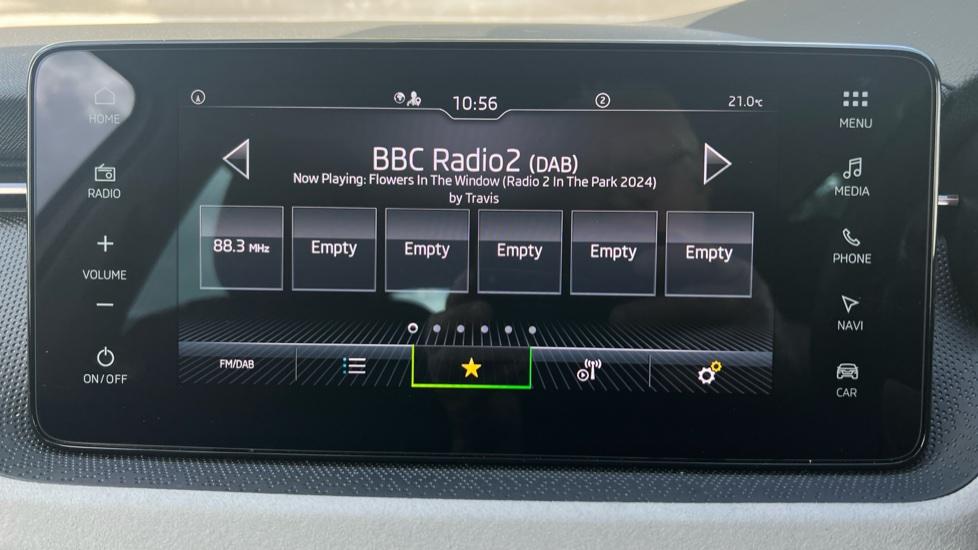 10:56
2
21.0°C
BBC Radio2 (DAB)
Now Playing: Flowers In The Window (Radio 2 In The Park 2024)
by Travis
88.3 MHz
Empty
Empty
Empty
Empty
Empty
FM/DAB
HOME
RADIO
+
VOLUME
−
ON/OFF
MENU
MEDIA
PHONE
NAVI
CAR